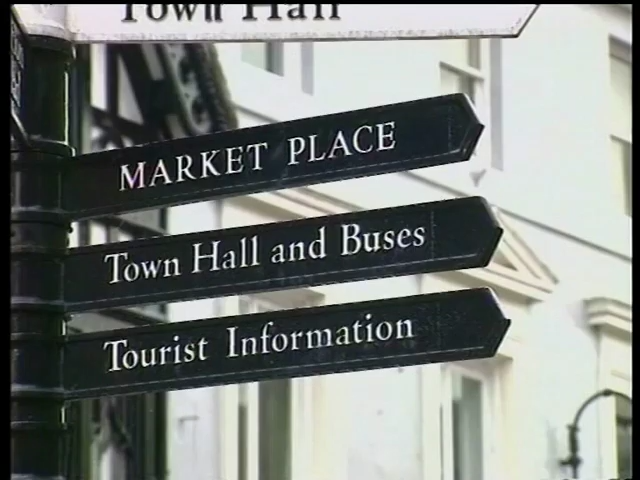 Town Hall
MARKET PLACE
Town Hall and Buses
Tourist Information